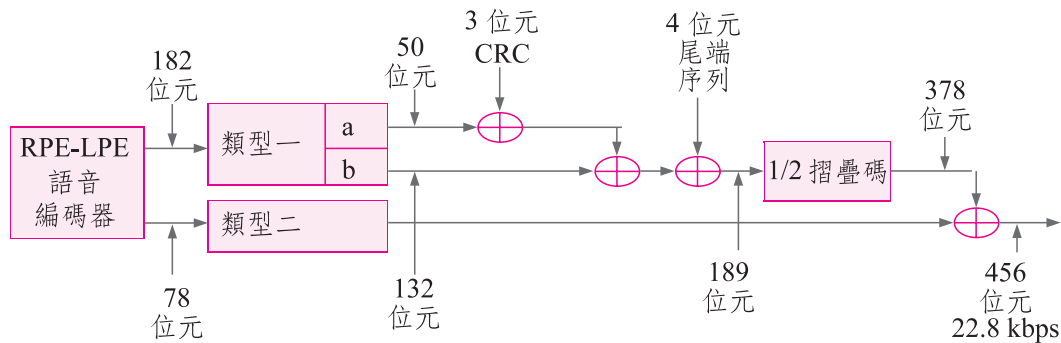 3 位元
CRC
4 位元
尾端
序列
182
位元
50
位元
378
位元
RPE-LPE
語音
編碼器
類型一
a
b
1/2 摺疊碼
類型二
78
位元
132
位元
189
位元
456
位元
22.8 kbps